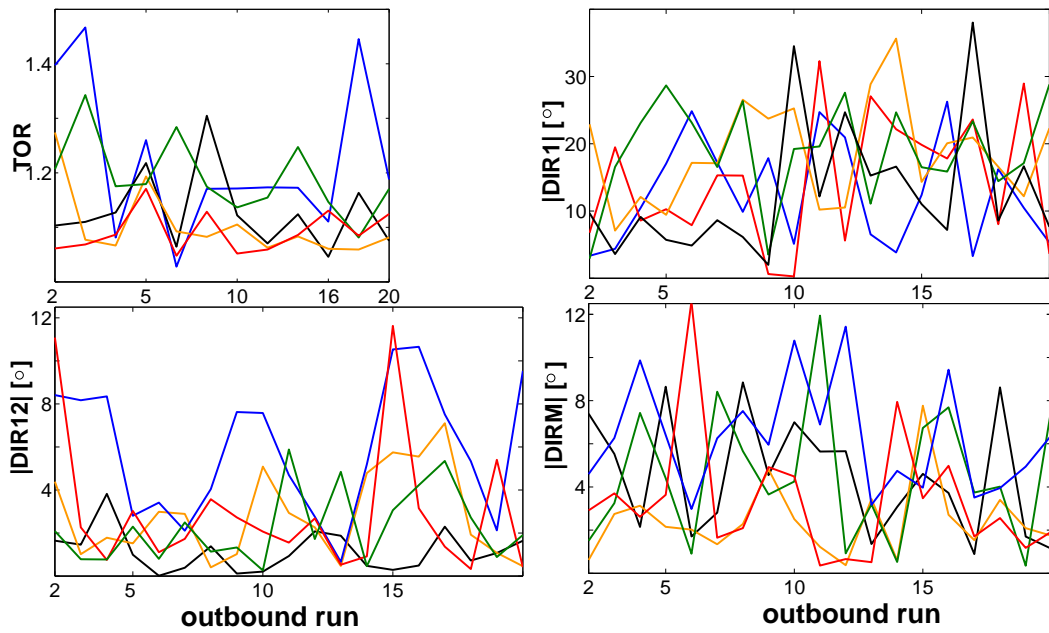 TOR
1.4
1.2
2 5 10 16 20
|DIR1| [○]
30
20
10
2 5 10 15
|DIR12| [○]
12
8
4
2 5 10 15
outbound run
|DIRM| [○]
12
8
4
2 5 10 15
outbound run